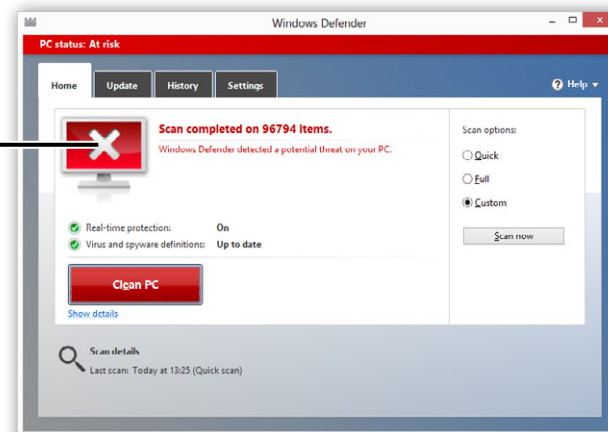 Windows Defender
PC status: At risk
Home Update History Settings Help
Scan completed on 96794 items.
Windows Defender detected a potential threat on your PC.
Real-time protection: On
Virus and spyware definitions: Up to date
Clean PC
Show details
Scan options:
Quick
Full
Custom
Scan now
Scan details
Last scan: Today at 13:25 (Quick scan)